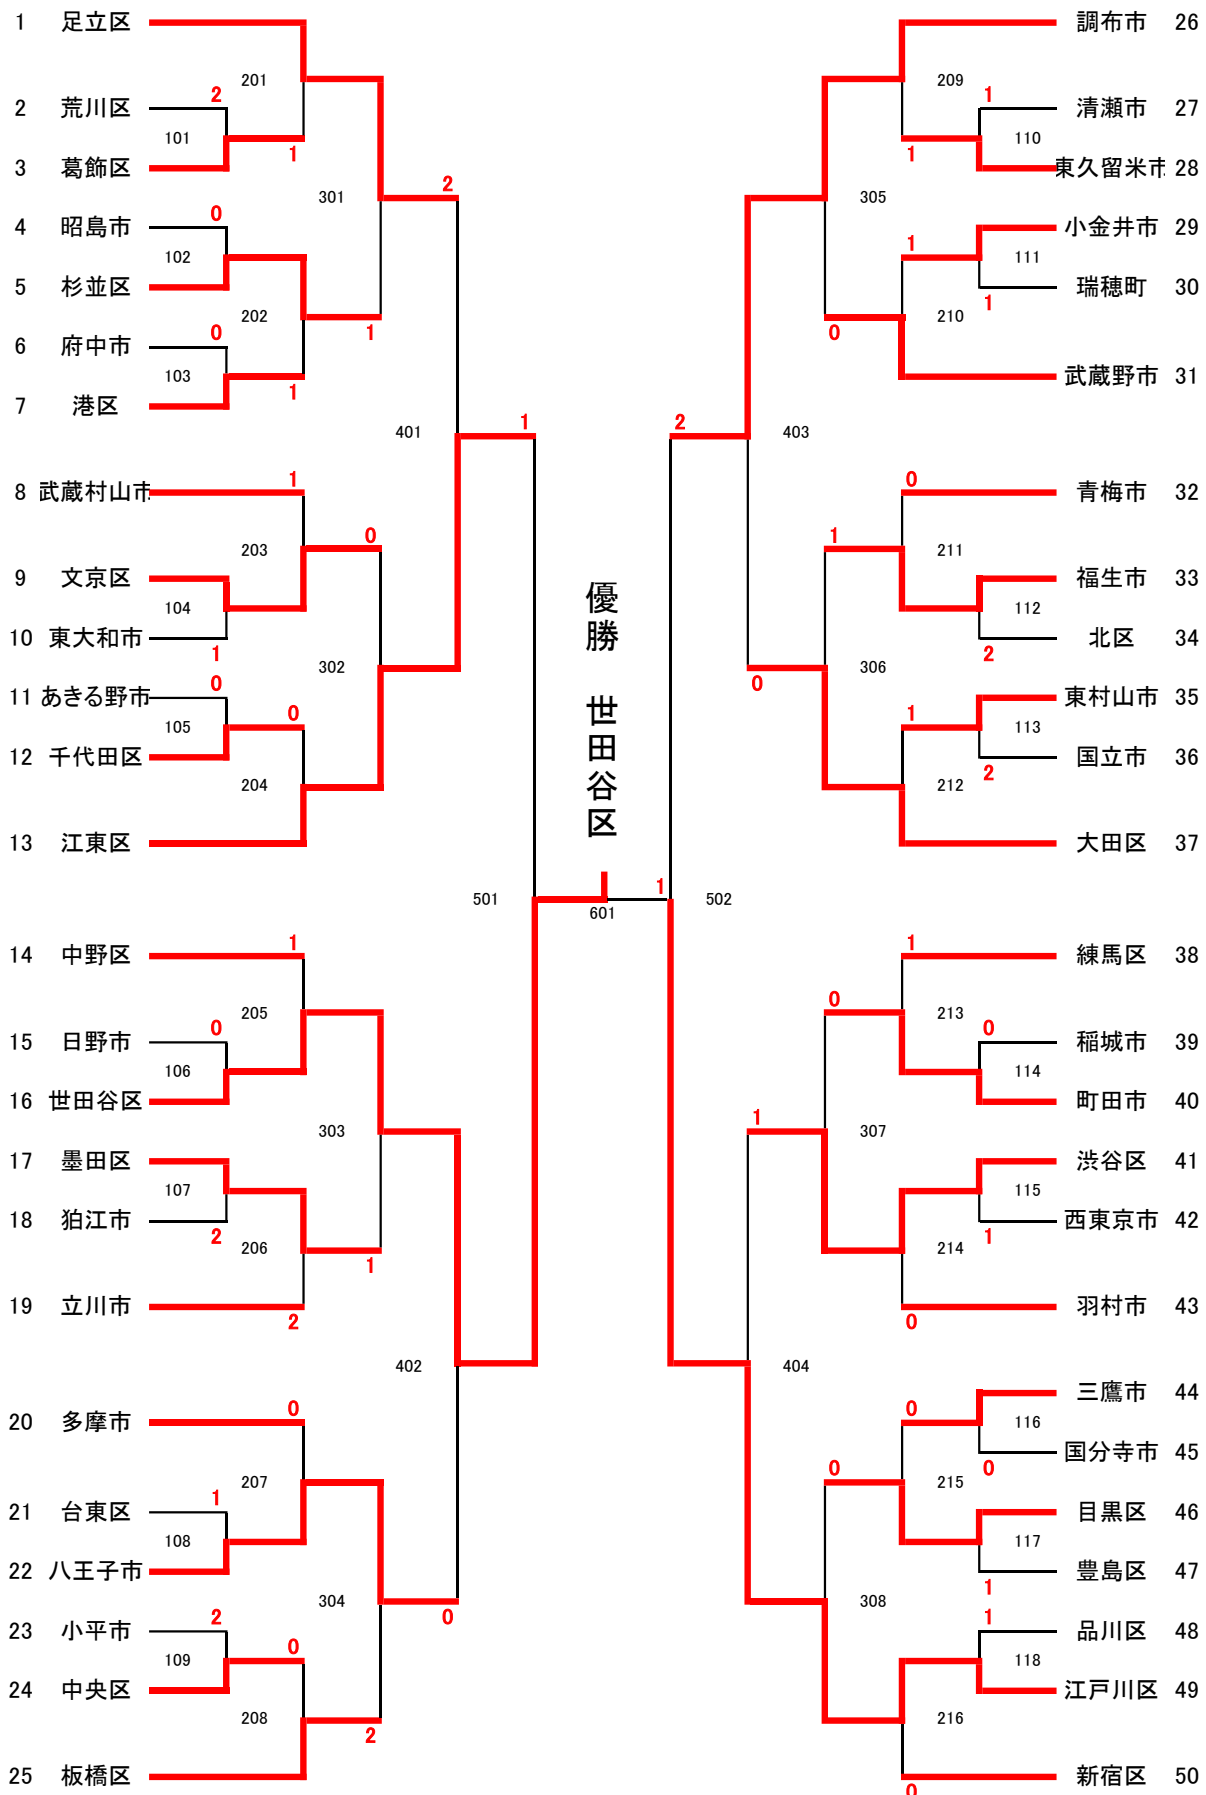 1 足立区
201
2 荒川区 2
101
3 葛飾区 1
301 2
4 昭島市 0
102
5 杉並区
202
6 府中市 0 1
103
7 港区 1
401 1
8 武蔵村山市 1
203 0
9 文京区
104
10 東大和市 1
302
11 あきる野市 0
105 0
12 千代田区
204
13 江東区
501
14 中野区 1
205
15 日野市 0
106
16 世田谷区
303
17 墨田区
107
18 狛江市 2
206 1
19 立川市 2
402
20 多摩市 0
207
21 台東区 1
108
22 八王子市
304 0
23 小平市 2
109 0
24 中央区
208 2
25 板橋区
優勝 世田谷区
601
1
調布市 26
209
1 清瀬市 27
110
1 東久留米市 28
305
小金井市 29
1 111
1 瑞穂町 30
210
0
武蔵野市 31
2 403
0 青梅市 32
1 211
福生市 33
112
2 北区 34
0 306
東村山市 35
1 113
2 国立市 36
212
大田区 37
502
1 練馬区 38
0 213
0 稲城市 39
114
町田市 40
1 307
渋谷区 41
115
1 西東京市 42
214
0 羽村市 43
404
三鷹市 44
0 116
0 国分寺市 45
0 215
目黒区 46
117
1 豊島区 47
308
1 品川区 48
118
江戸川区 49
216
0 新宿区 50